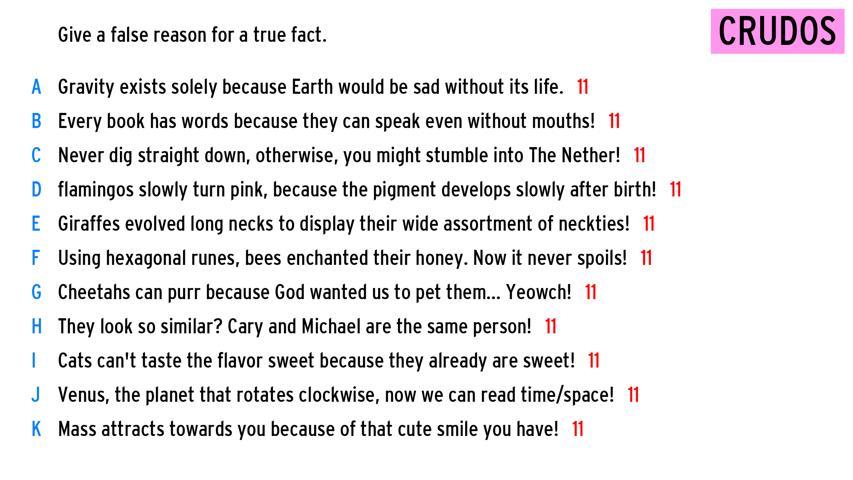 Give a false reason for a true fact.
CRUDOS
A Gravity exists solely because Earth would be sad without its life. 11
B Every book has words because they can speak even without mouths! 11
C Never dig straight down, otherwise, you might stumble into The Nether! 11
D flamingos slowly turn pink, because the pigment develops slowly after birth! 11
E Giraffes evolved long necks to display their wide assortment of neckties! 11
F Using hexagonal runes, bees enchanted their honey. Now it never spoils! 11
G Cheetahs can purr because God wanted us to pet them... Yeowch! 11
H They look so similar? Cary and Michael are the same person! 11
I Cats can't taste the flavor sweet because they already are sweet! 11
J Venus, the planet that rotates clockwise, now we can read time/space! 11
K Mass attracts towards you because of that cute smile you have! 11